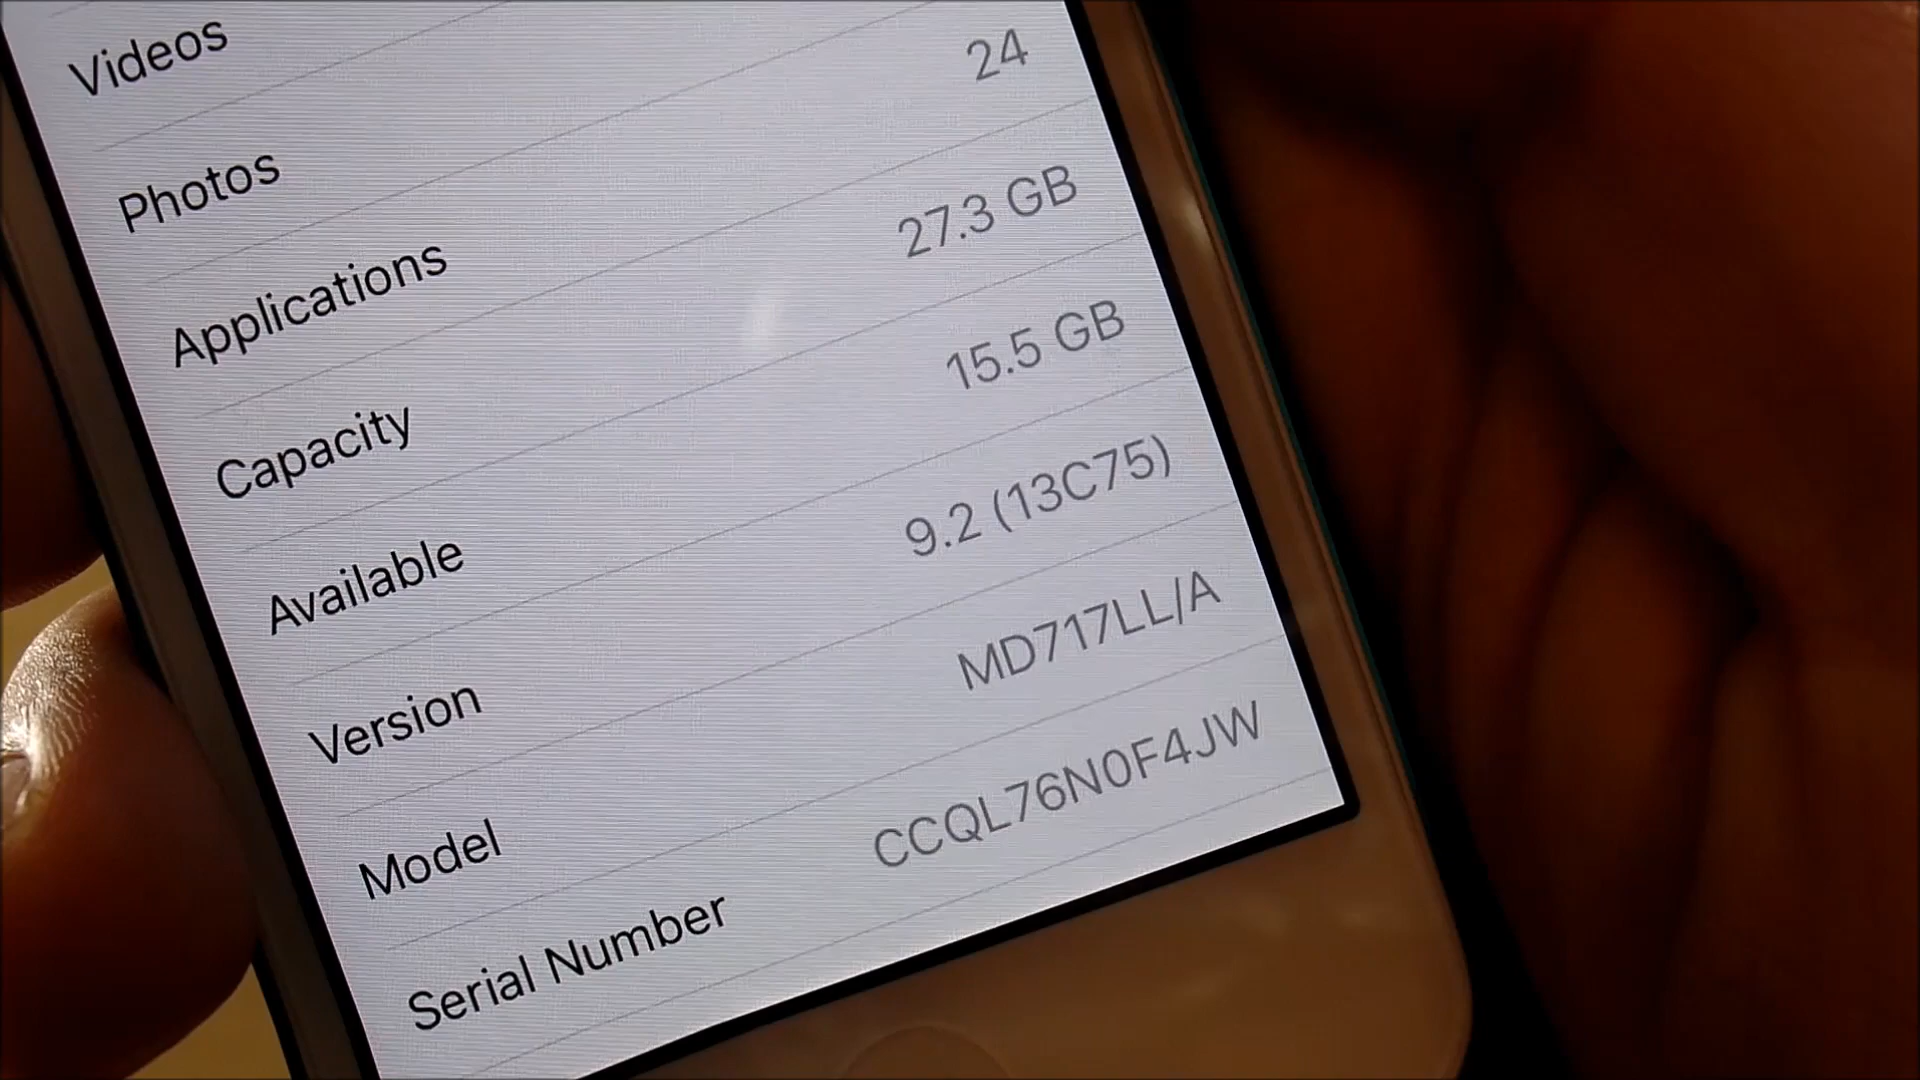 Videos
Photos
Applications 24
Capacity 27.3 GB
Available 15.5 GB
Version 9.2 (13C75)
Model MD717LL/A
Serial Number CCQL76N0F4JW